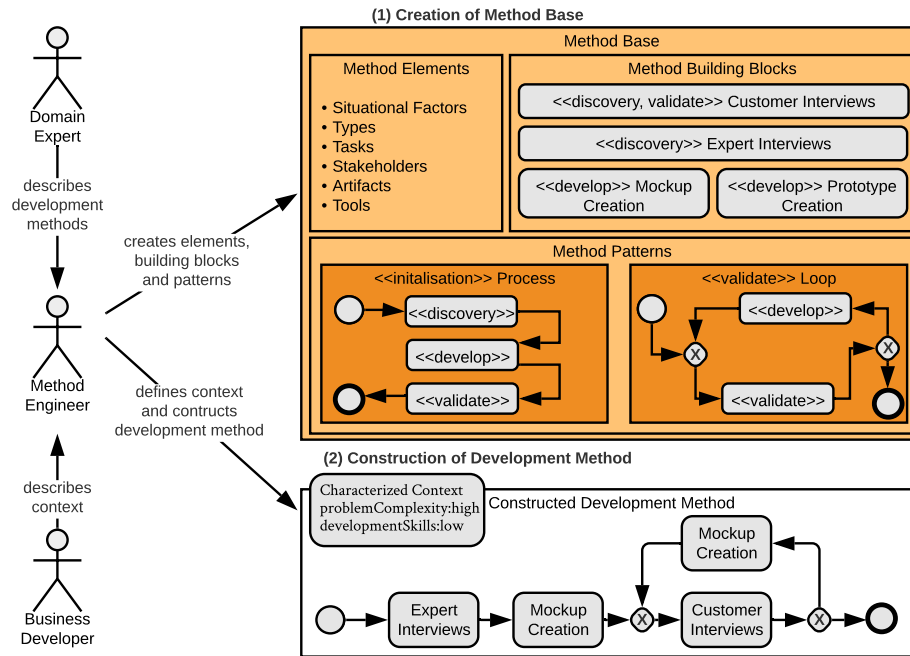 (1) Creation of Method Base
Domain
Expert
describes
development
methods
Method
Engineer
describes
context
Business
Developer
creates elements,
building blocks
and patterns
defines context
and contructs
development method
Method Base
Method Elements
• Situational Factors
• Types
• Tasks
• Stakeholders
• Artifacts
• Tools
Method Building Blocks
<<discovery, validate>> Customer Interviews
<<discovery>> Expert Interviews
<<develop>> Mockup
Creation
<<develop>> Prototype
Creation
Method Patterns
<<initalisation>> Process
<<discovery>>
<<develop>>
<<validate>>
<<validate>> Loop
<<develop>>
X
X
<<validate>>
(2) Construction of Development Method
Characterized Context
problemComplexity:high
developmentSkills:low
Constructed Development Method
Mockup
Creation
Expert
Interviews
Mockup
Creation
X
Customer
Interviews
X